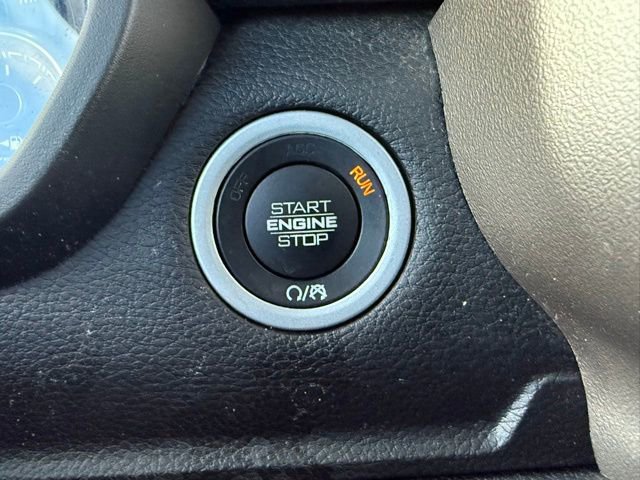 ACC
OFF
RUN
START
ENGINE
STOP